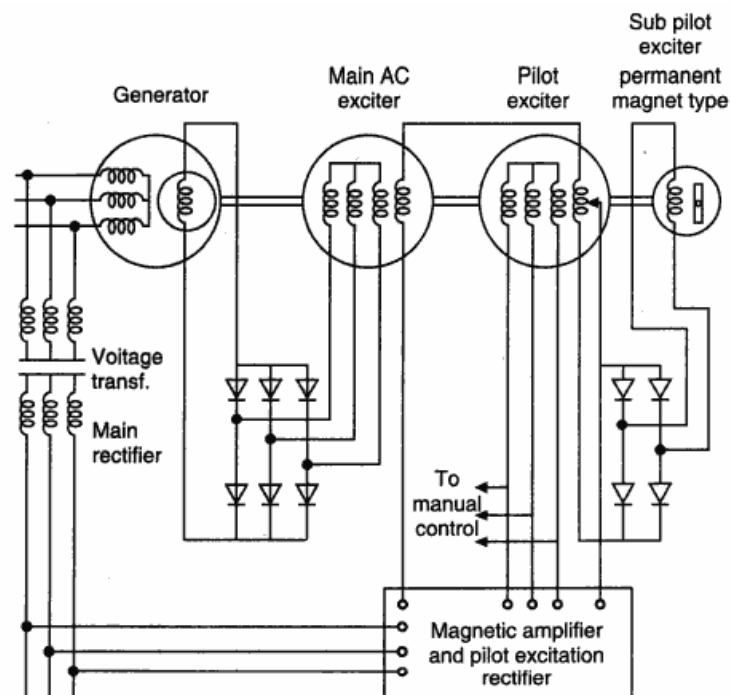 Sub pilot
exciter
permanent
magnet type
Main AC
exciter
Pilot
exciter
Generator
Voitage
transf.
Main
rectifier
To
manual
control
Magnetic amplifier
and pilot excitation
rectifier